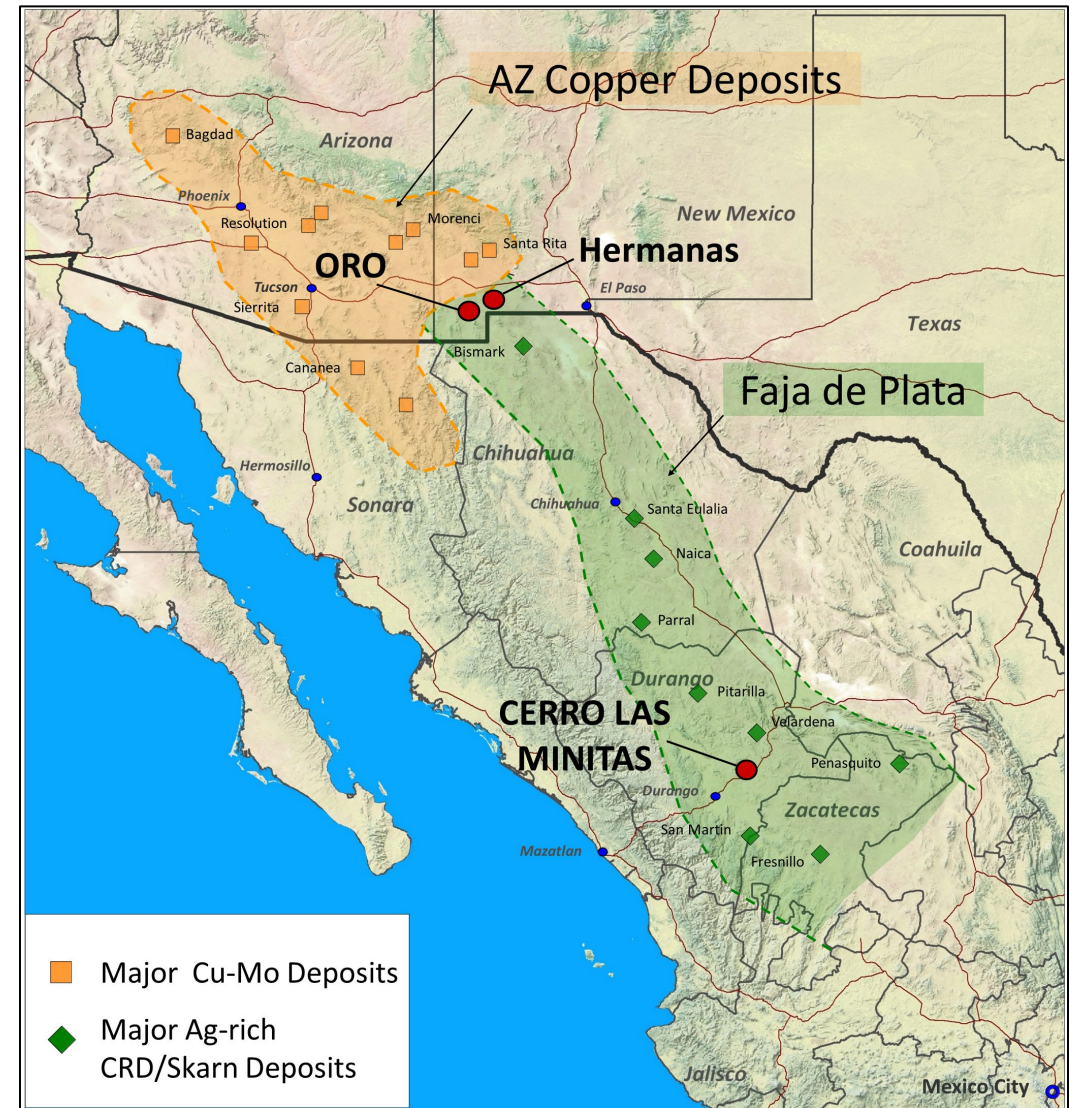 AZ Copper Deposits
Bagdad
Arizona
Phoenix
New Mexico
Resolution
Morenci
Santa Rita
Hermanas
ORO
Tucson
El Paso
Sierrita
Texas
Bismark
Cananea
Faja de Plata
Chihuahua
Hermosillo
Sonara
Chihuahua
Santa Eulalia
Coahuila
Naica
Parral
Durango
Pitarilla
CERRO LAS
MINITAS
Velardena
Penasquito
Durango
Zacatecas
San Martin
Mazatlan
Fresnillo
Major Cu-Mo Deposits
Major Ag-rich
CRD/Skarn Deposits
Jalisco
Mexico City